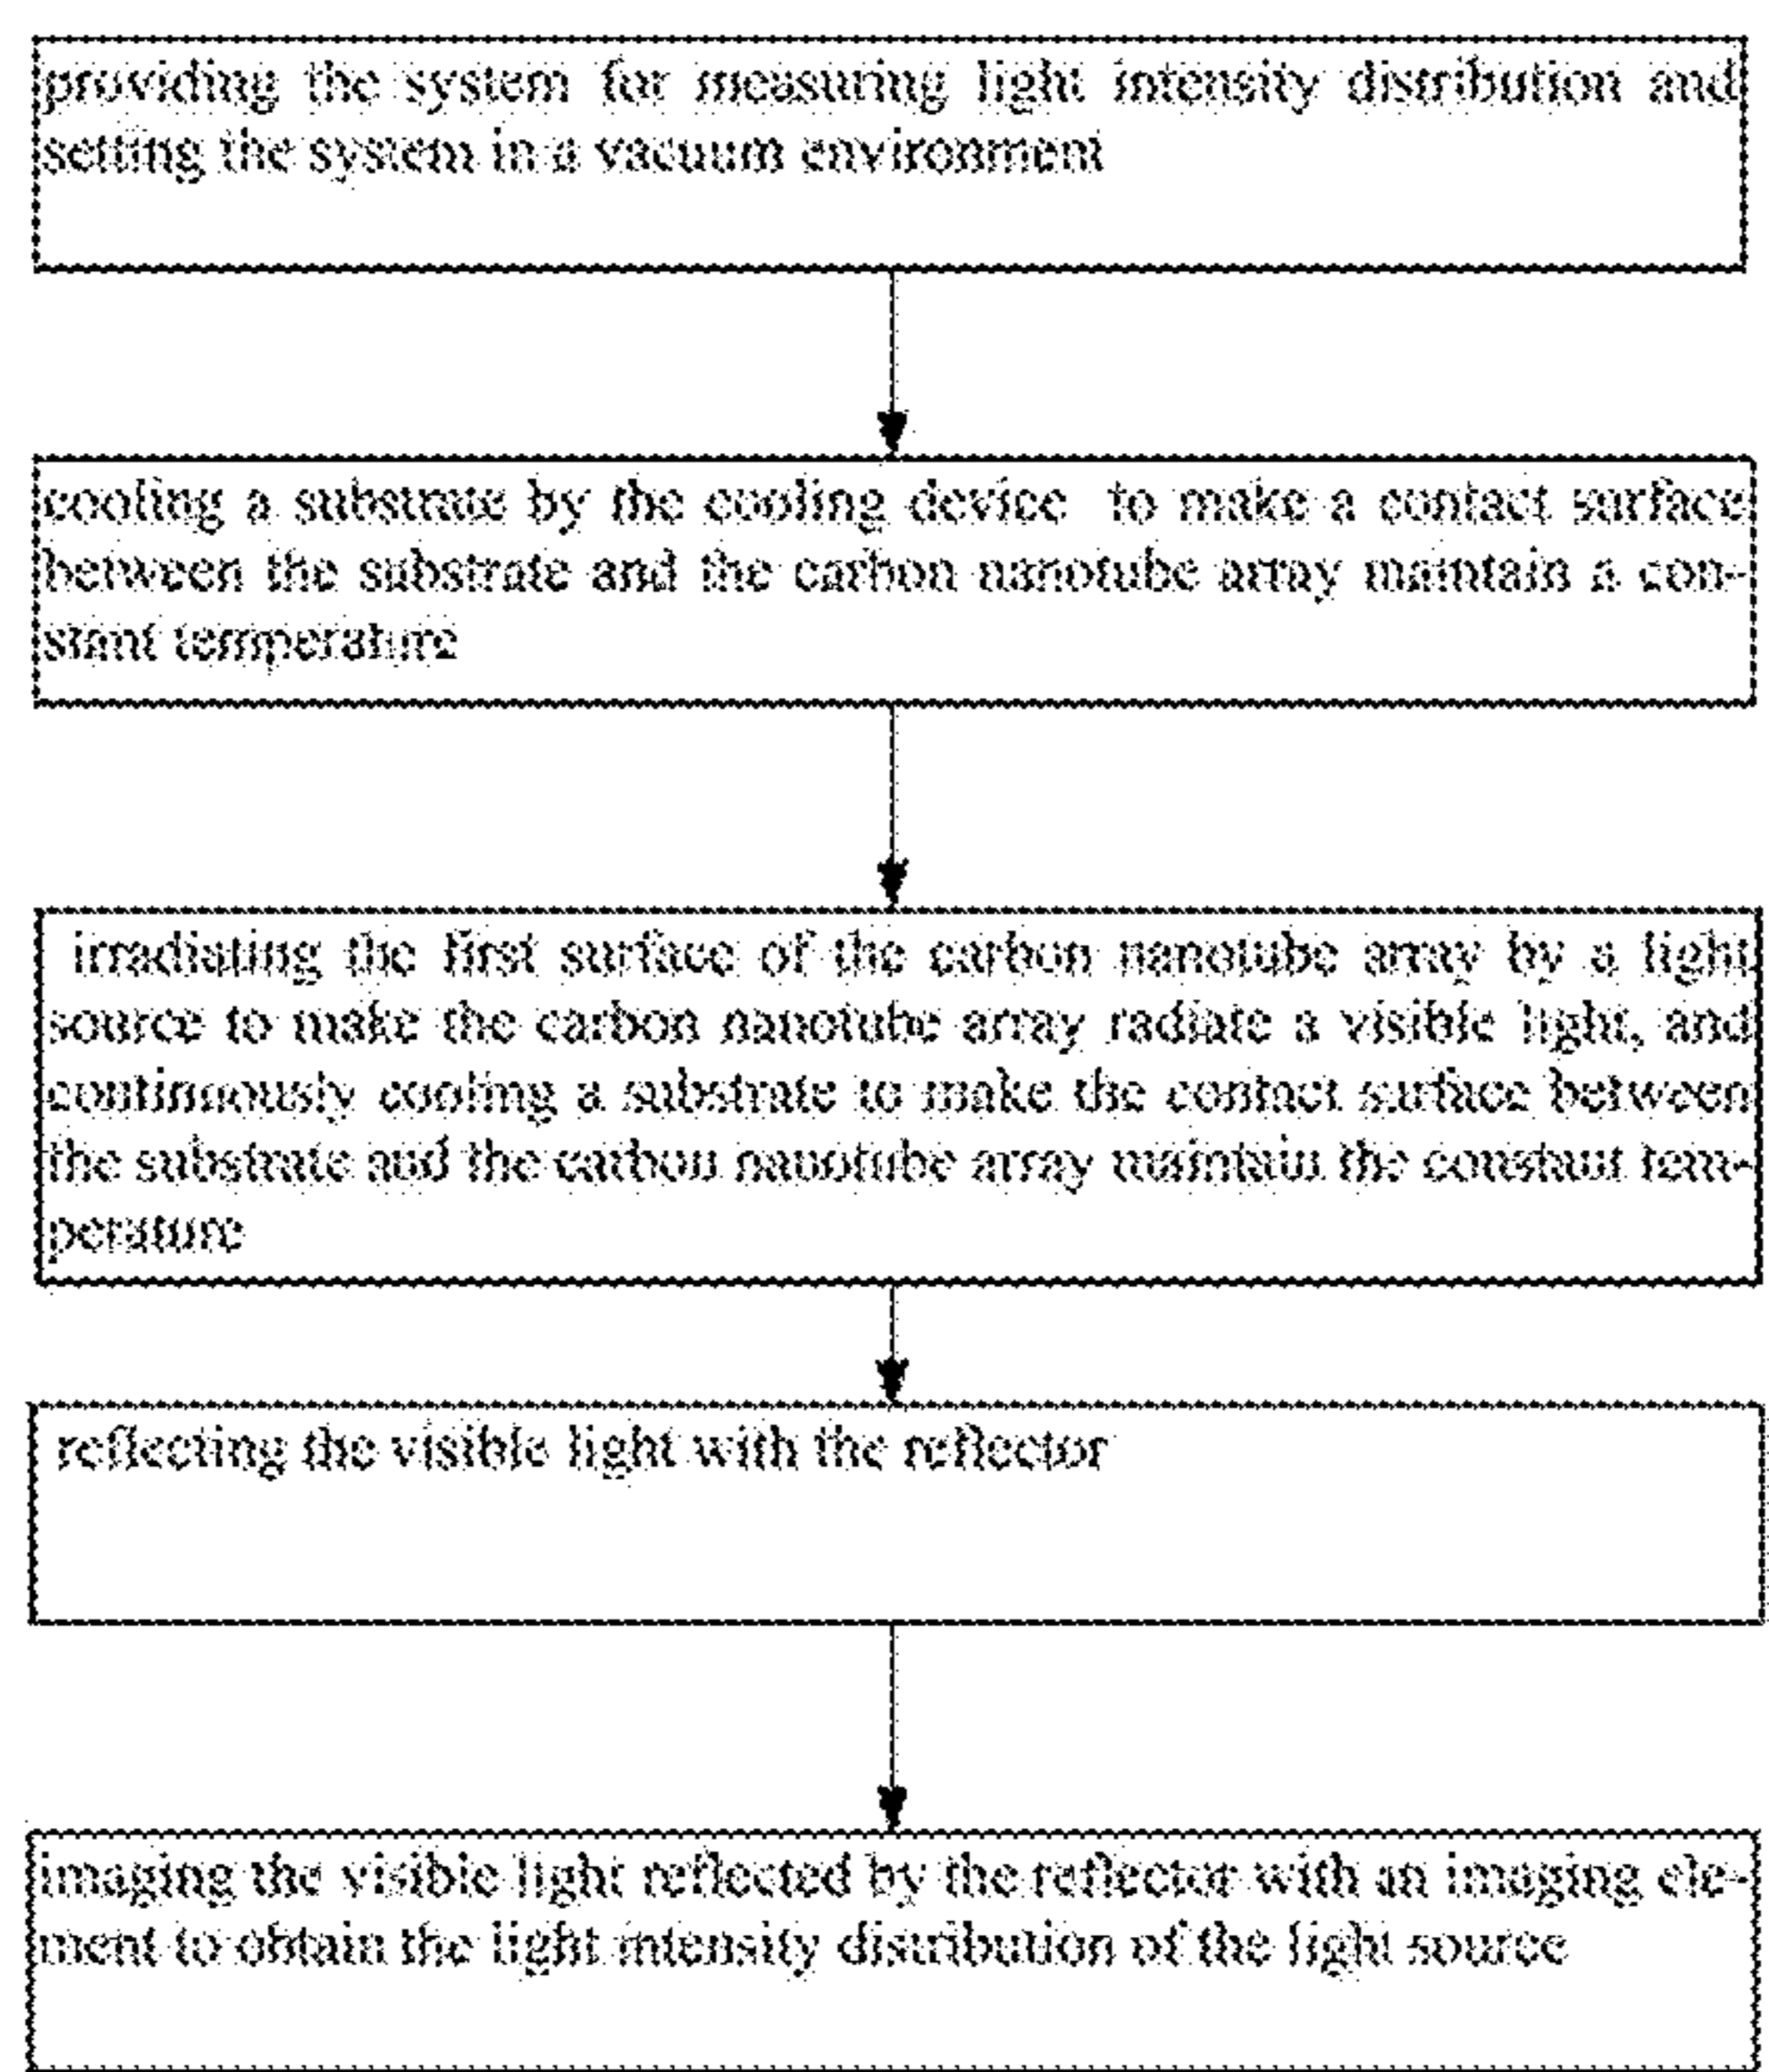 providing the system for measuring light intensity distribution and
setting the system in a vacuum environment
cooling a substrate by the cooling device to make a contact surface
between the substrate and the carbon nanotube array maintain a con-
stant temperature
irradiating the first surface of the carbon nanotube array by a light
source to make the carbon nanotube array radiate a visible light, and
continuously cooling a substrate to make the contact surface between
the substrate and the carbon nanotube array maintain the constant tem-
perature
reflecting the visible light with the reflector
imaging the visible light reflected by the reflector with an imaging ele-
ment to obtain the light intensity distribution of the light source